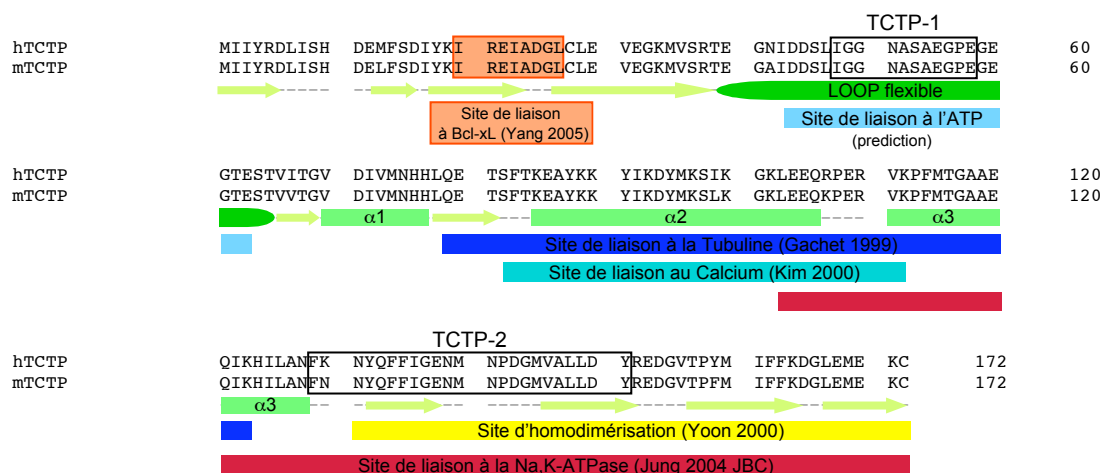 TCTP-1
hTCTP MIIYRDLISH DEMFSDIYKI REIADGLCLE VEGKMVSRTE GNIDDSLIGG NASAEGPEGE 60
mTCTP MIIYRDLISH DELFSDIYKI REIADGLCLE VEGKMVSRTE GAIDDSLIGG NASAEGPEGE 60
LOOP flexible
Site de liaison
à Bcl-xL (Yang 2005)
Site de liaison à l'ATP
(prediction)
hTCTP GTESTVITGV DIVMNHHLQE TSFTKEAYKK YIKDYMKSIK GKLEEQRPER VKPFMTGAAE 120
mTCTP GTESTVVTGV DIVMNHHLQE TSFTKEAYKK YIKDYMKSLK GKLEEQKPER VKPFMTGAAE 120
α1 α2 α3
Site de liaison à la Tubuline (Gachet 1999)
Site de liaison au Calcium (Kim 2000)
TCTP-2
hTCTP QIKHILANFK NYQFFIGENM NPDGMVALLD YREDGVTPYM IFFKDGLEME KC 172
mTCTP QIKHILANFN NYQFFIGENM NPDGMVALLD YREDGVTPFM IFFKDGLEME KC 172
α3
Site d'homodimérisation (Yoon 2000)
Site de liaison à la Na,K-ATPase (Jung 2004 JBC)